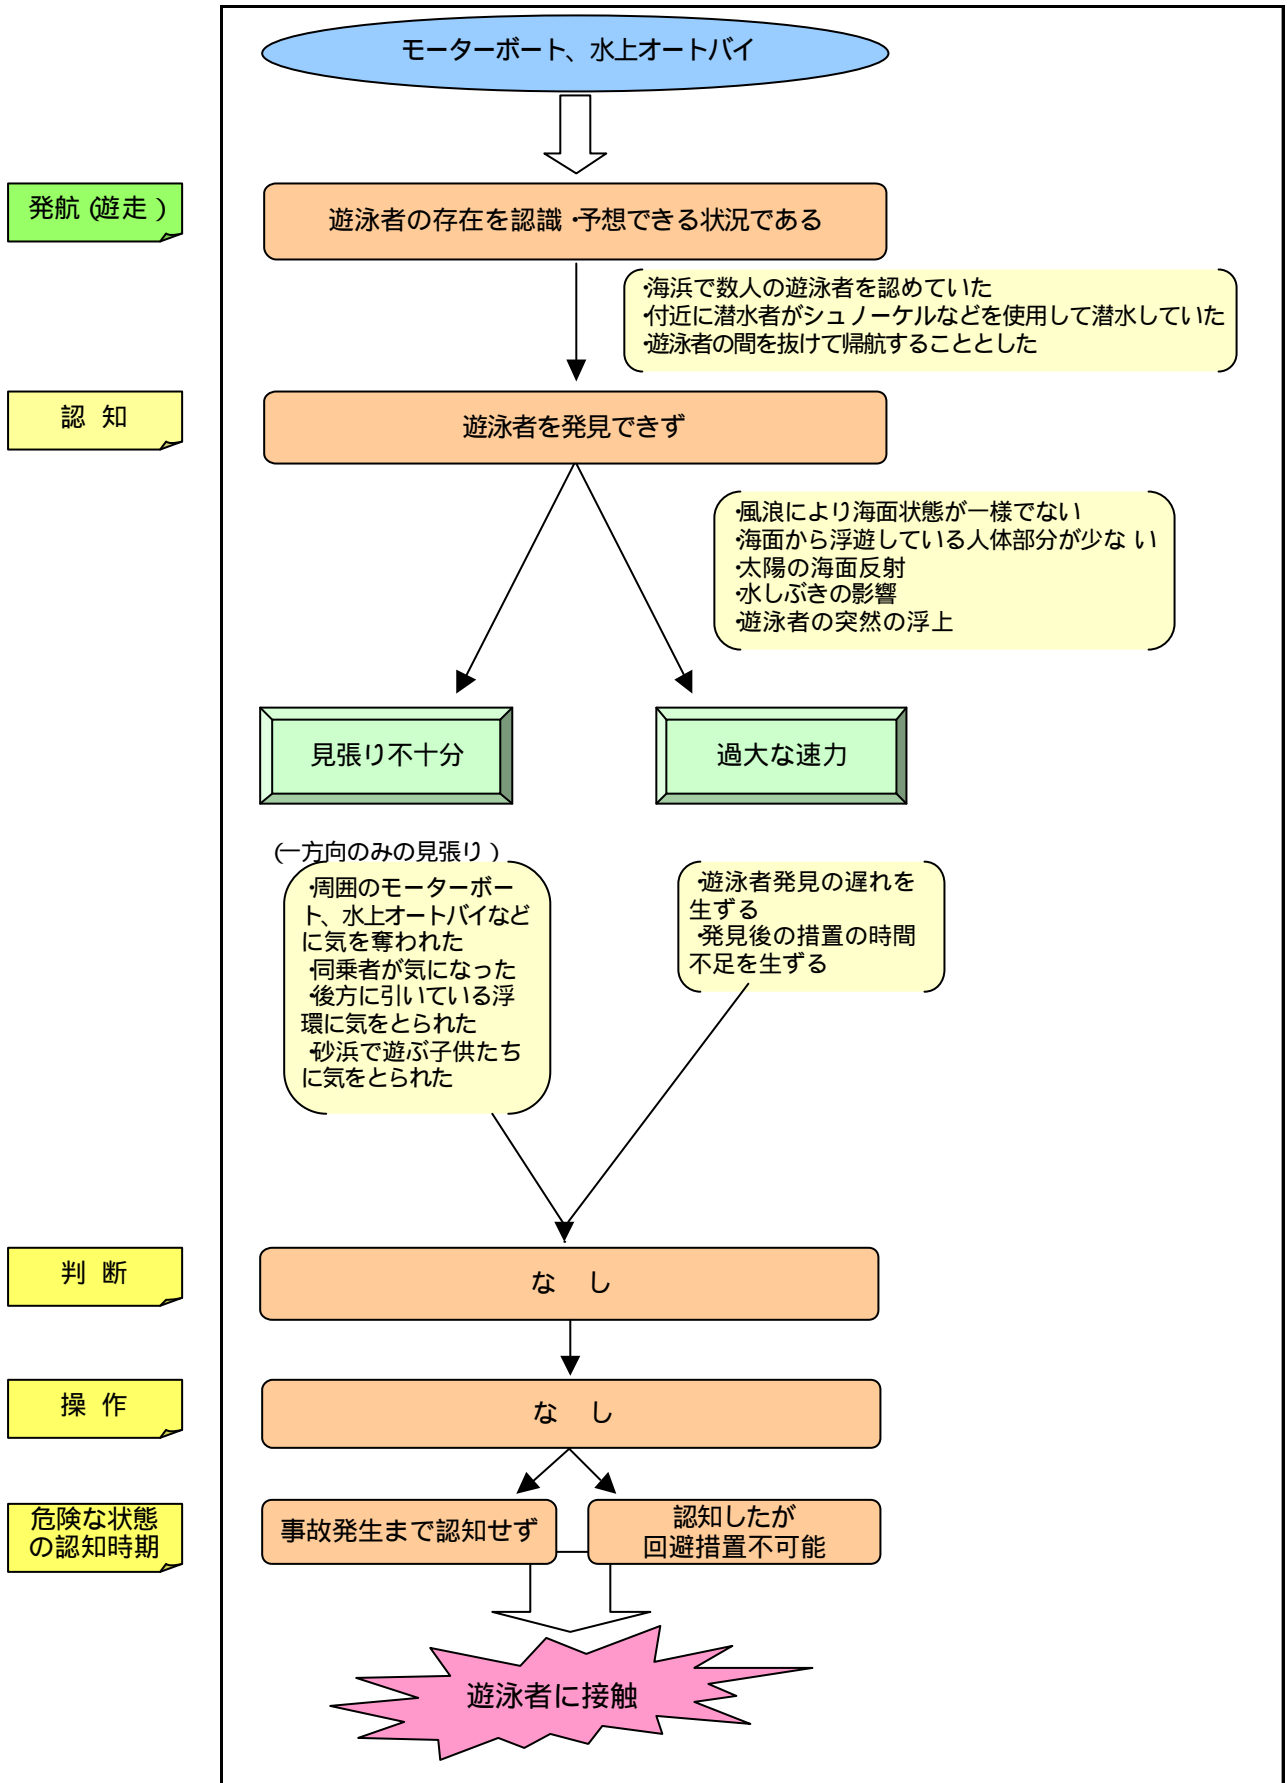 モーターボート、水上オートバイ
発航(遊走)
遊泳者の存在を認識・予想できる状況である
・海浜で数人の遊泳者を認めていた
・付近に潜水者がシュノーケルなどを使用して潜水していた
・遊泳者の間を抜けて帰航することとした
認 知
遊泳者を発見できず
・風浪により海面状態が一様でない
・海面から浮遊している人体部分が少ない
・太陽の海面反射
・水しぶきの影響
・遊泳者の突然の浮上
見張り不十分
過大な速力
(一方向のみの見張り)
・周囲のモーターボー
ト、水上オートバイなど
に気を奪われた
・同乗者が気になった
・後方に引いている浮
環に気をとられた
・砂浜で遊ぶ子供たち
に気をとられた
・遊泳者発見の遅れを
生ずる
・発見後の措置の時間
不足を生ずる
判 断
な し
操 作
な し
危険な状態
の認知時期
事故発生まで認知せず
認知したが
回避措置不可能
遊泳者に接触